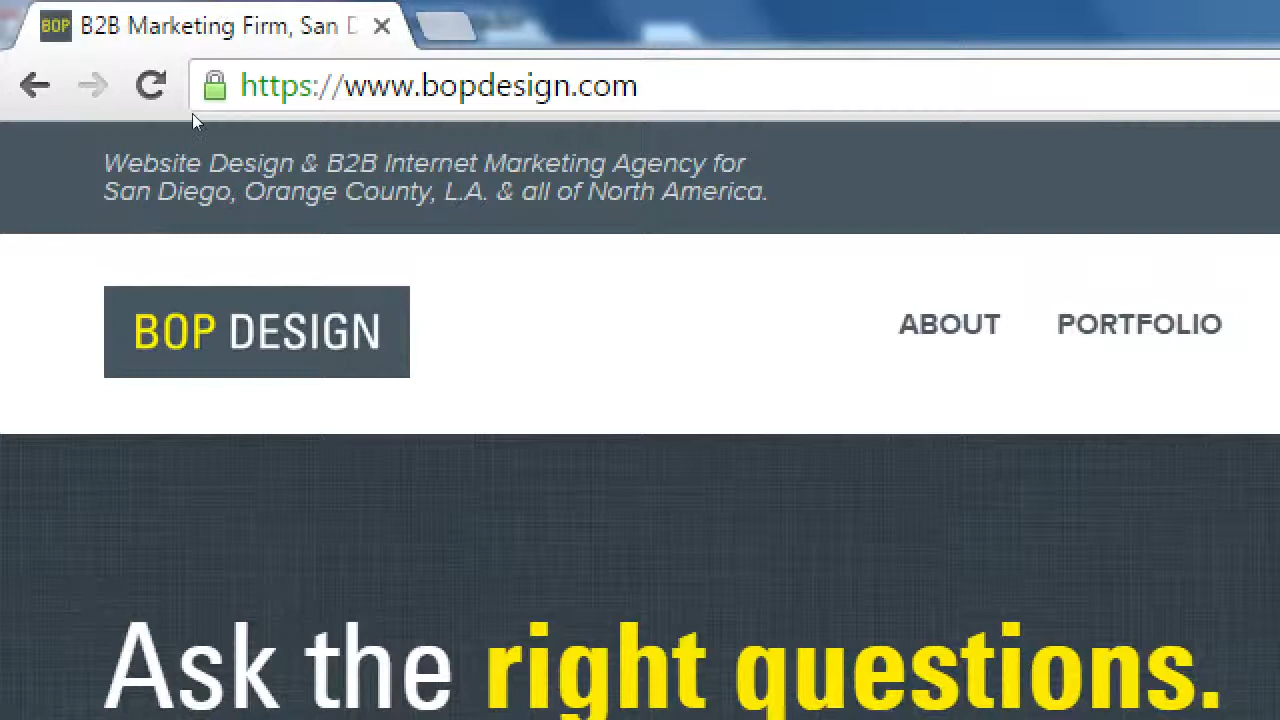 BOP B2B Marketing Firm, San D
https://www.bopdesign.com
Website Design & B2B Internet Marketing Agency for
San Diego, Orange County, L.A. & all of North America.
BOP DESIGN
ABOUT PORTFOLIO
Ask the right questions.